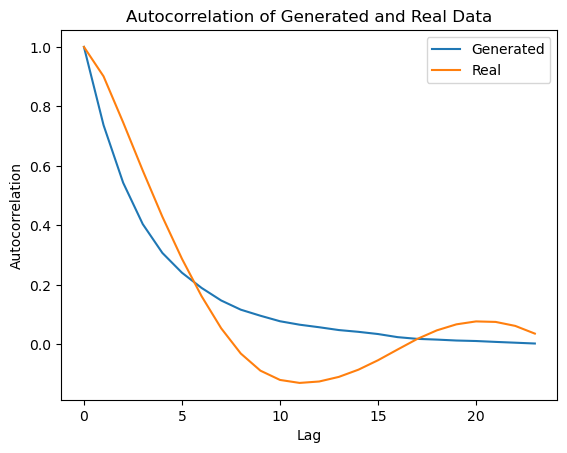 Autocorrelation of Generated and Real Data
Generated
Real
Autocorrelation
1.0
0.8
0.6
0.4
0.2
0.0
0
5
10
15
20
Lag